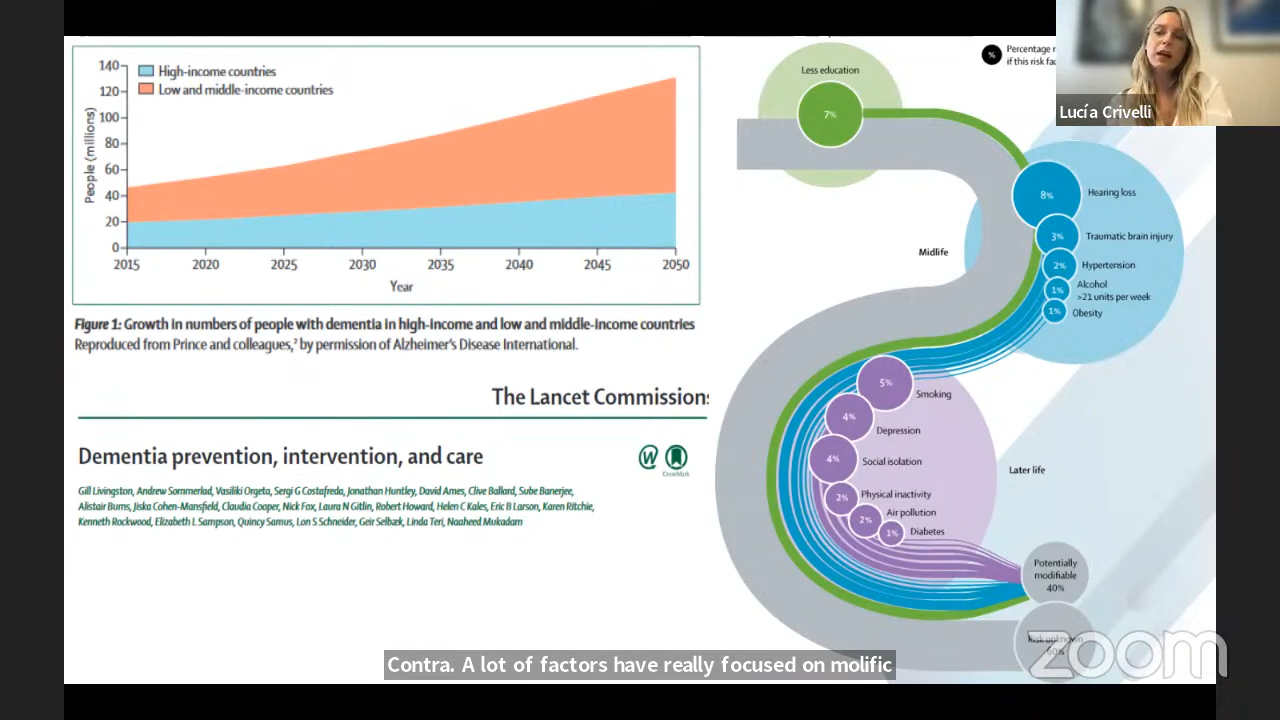 140
120
100
80
60
40
20
0
People (millions)
High-income countries
Low and middle-income countries
2015 2020 2025 2030 2035 2040 2045 2050
Year
Figure 1: Growth in numbers of people with dementia in high-income and low and middle-income countries
Reproduced from Prince and colleagues,² by permission of Alzheimer's Disease International.
The Lancet Commissions
Dementia prevention, intervention, and care
CrossMark
Gill Livingston, Andrew Sommerlad, Vasiliki Orgeta, Sergi G Costafreda, Jonathan Huntley, David Ames, Clive Ballard, Sube Banerjee,
Alistair Burns, Jiska Cohen-Mansfield, Claudia Cooper, Nick Fox, Laura N Gitlin, Robert Howard, Helen C Kales, Eric B Larson, Karen Ritchie,
Kenneth Rockwood, Elizabeth L Sampson, Quincy Samus, Lon S Schneider, Geir Selbæk, Linda Teri, Naaheed Mukadam
Less education
7%
%
Percentage r
if this risk fa
Lucía Crivelli
8%
Hearing loss
3%
Traumatic brain injury
Midlife
2%
Hypertension
1%
Alcohol
>21 units per week
1%
Obesity
5%
Smoking
4%
Depression
4%
Social isolation
Later life
2%
Physical inactivity
2%
Air pollution
1%
Diabetes
Potentially
modifiable
40%
Risk unknown
60%
zoom
Contra. A lot of factors have really focused on molific